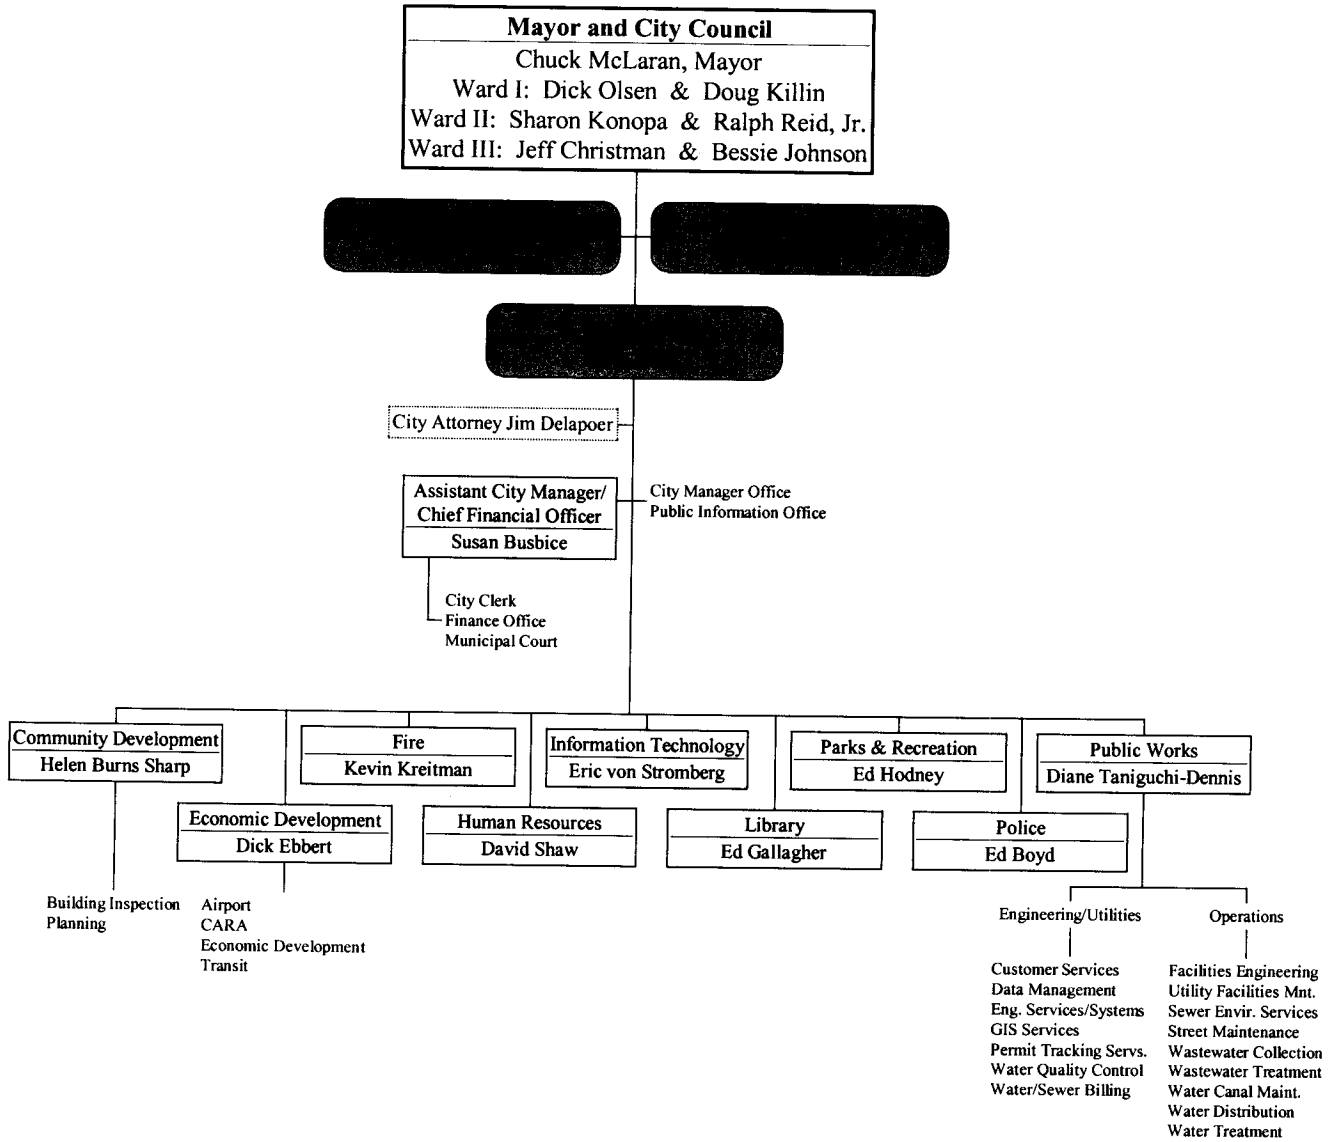 Mayor and City Council
Chuck McLaran, Mayor
Ward I: Dick Olsen & Doug Killin
Ward II: Sharon Konopa & Ralph Reid, Jr.
Ward III: Jeff Christman & Bessie Johnson
City Attorney Jim Delapoer
Assistant City Manager/
Chief Financial Officer
Susan Busbice
City Manager Office
Public Information Office
City Clerk
Finance Office
Municipal Court
Community Development
Helen Burns Sharp
Fire
Kevin Kreitman
Information Technology
Eric von Stromberg
Parks & Recreation
Ed Hodney
Public Works
Diane Taniguchi-Dennis
Economic Development
Dick Ebbert
Human Resources
David Shaw
Library
Ed Gallagher
Police
Ed Boyd
Building Inspection
Planning
Airport
CARA
Economic Development
Transit
Engineering/Utilities
Customer Services
Data Management
Eng. Services/Systems
GIS Services
Permit Tracking Servs.
Water Quality Control
Water/Sewer Billing
Operations
Facilities Engineering
Utility Facilities Mnt.
Sewer Envir. Services
Street Maintenance
Wastewater Collection
Wastewater Treatment
Water Canal Maint.
Water Distribution
Water Treatment